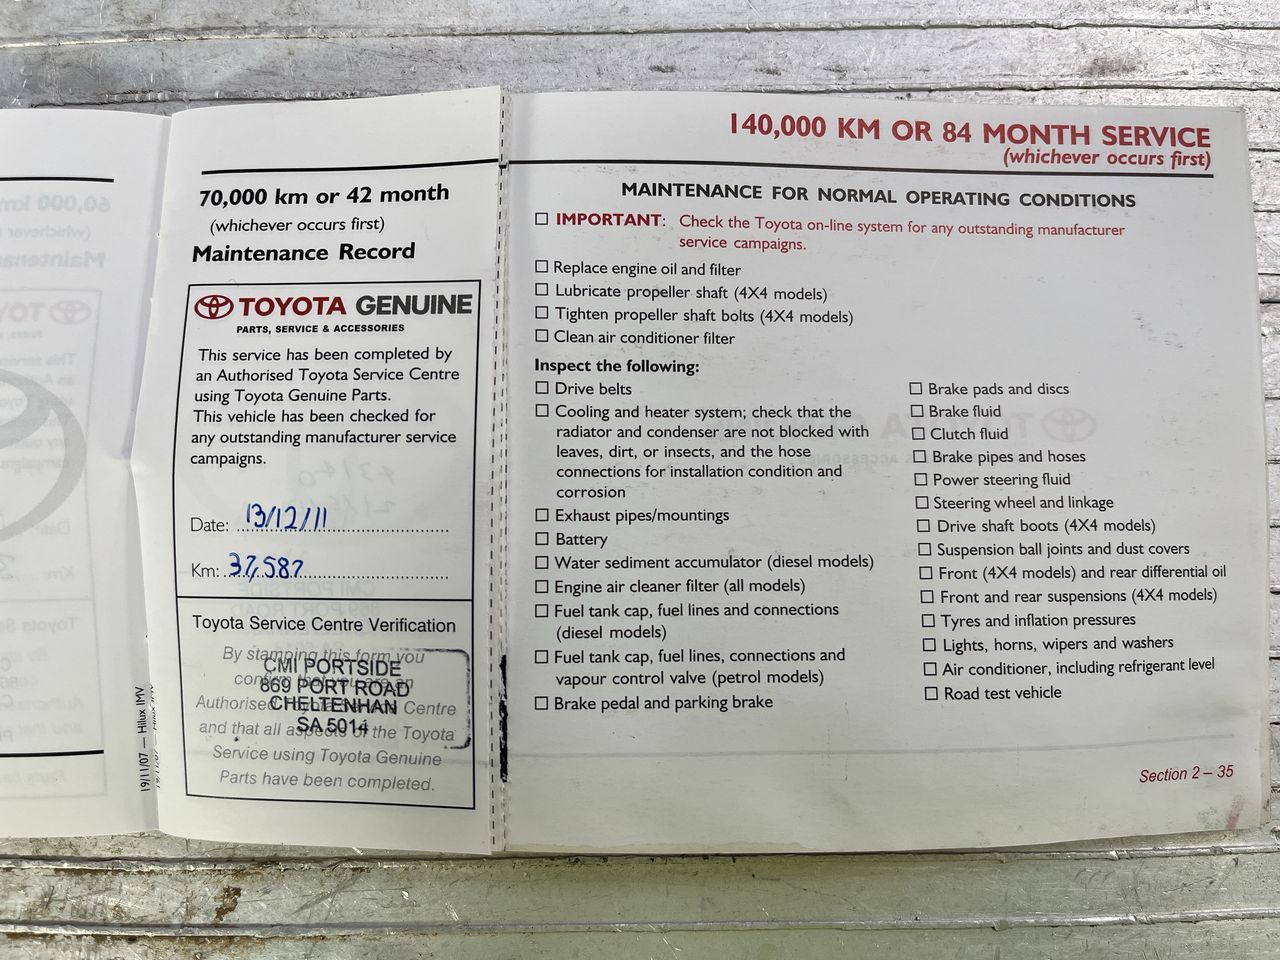 70,000 km or 42 month
(whichever occurs first)
Maintenance Record
TOYOTA GENUINE
PARTS, SERVICE & ACCESSORIES
This service has been completed by
an Authorised Toyota Service Centre
using Toyota Genuine Parts.
This vehicle has been checked for
any outstanding manufacturer service
campaigns.
Date: 13/12/11
Km: 37,587
Toyota Service Centre Verification
By stamping this form you
confirm that you are an
Authorised Toyota Service Centre
and that all aspects of the Toyota
Service using Toyota Genuine
Parts have been completed.
CMI PORTSIDE
869 PORT ROAD
CHELTENHAN
SA 5014
19/11/07 — Hilux IMV
140,000 KM OR 84 MONTH SERVICE
(whichever occurs first)
MAINTENANCE FOR NORMAL OPERATING CONDITIONS
☐ IMPORTANT: Check the Toyota on-line system for any outstanding manufacturer
service campaigns.
☐ Replace engine oil and filter
☐ Lubricate propeller shaft (4X4 models)
☐ Tighten propeller shaft bolts (4X4 models)
☐ Clean air conditioner filter
Inspect the following:
☐ Drive belts
☐ Cooling and heater system; check that the
radiator and condenser are not blocked with
leaves, dirt, or insects, and the hose
connections for installation condition and
corrosion
☐ Exhaust pipes/mountings
☐ Battery
☐ Water sediment accumulator (diesel models)
☐ Engine air cleaner filter (all models)
☐ Fuel tank cap, fuel lines and connections
(diesel models)
☐ Fuel tank cap, fuel lines, connections and
vapour control valve (petrol models)
☐ Brake pedal and parking brake
☐ Brake pads and discs
☐ Brake fluid
☐ Clutch fluid
☐ Brake pipes and hoses
☐ Power steering fluid
☐ Steering wheel and linkage
☐ Drive shaft boots (4X4 models)
☐ Suspension ball joints and dust covers
☐ Front (4X4 models) and rear differential oil
☐ Front and rear suspensions (4X4 models)
☐ Tyres and inflation pressures
☐ Lights, horns, wipers and washers
☐ Air conditioner, including refrigerant level
☐ Road test vehicle
Section 2 – 35